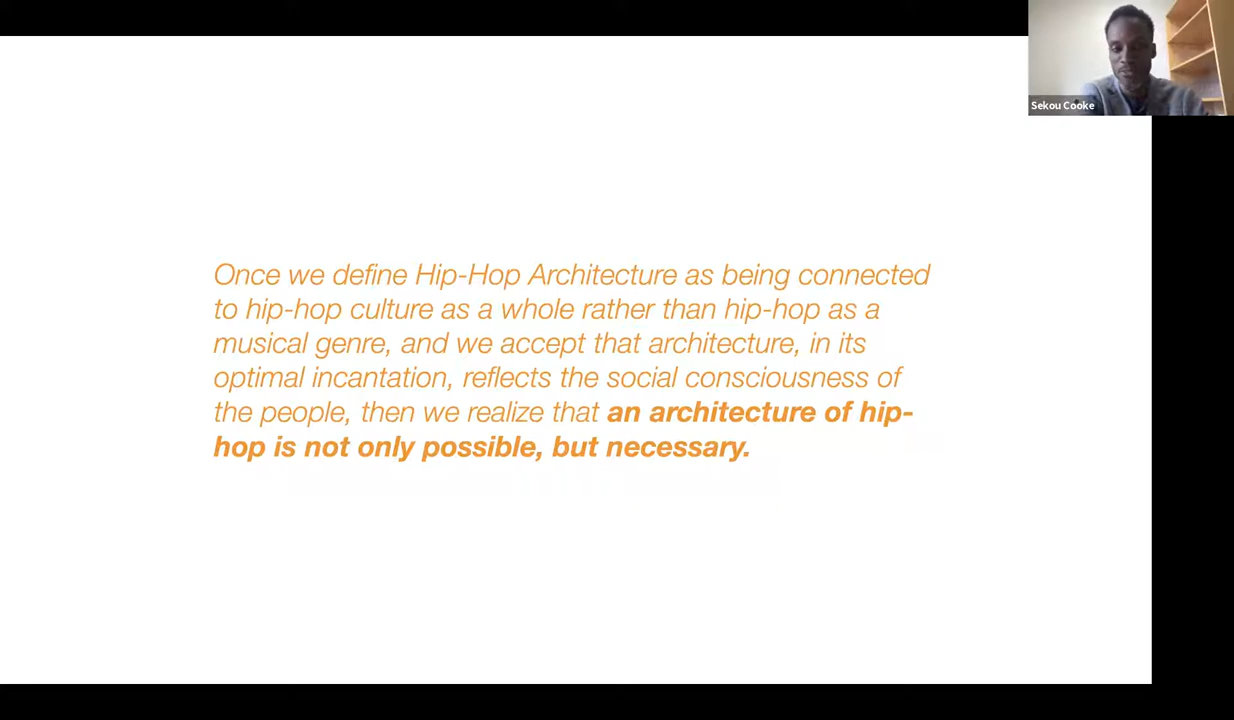 Sekou Cooke
Once we define Hip-Hop Architecture as being connected
to hip-hop culture as a whole rather than hip-hop as a
musical genre, and we accept that architecture, in its
optimal incantation, reflects the social consciousness of
the people, then we realize that an architecture of hip-
hop is not only possible, but necessary.